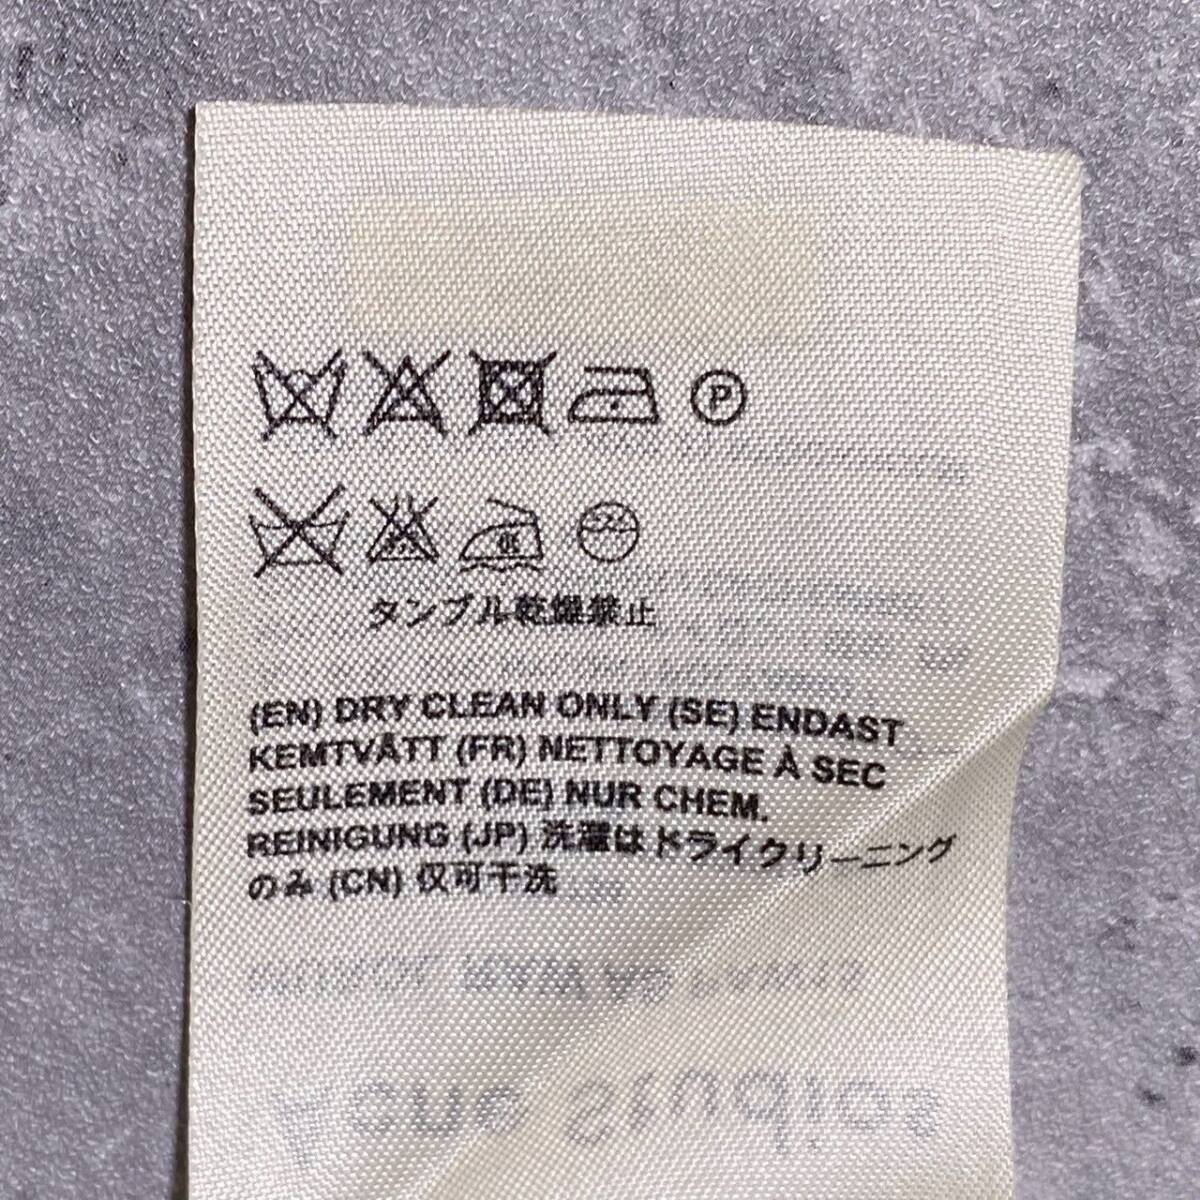 P
タンブル乾燥禁止
(EN) DRY CLEAN ONLY (SE) ENDAST
KEMTVÄTT (FR) NETTOYAGE À SEC
SEULEMENT (DE) NUR CHEM.
REINIGUNG (JP) 洗濯はドライクリーニング
のみ (CN) 仅可干洗